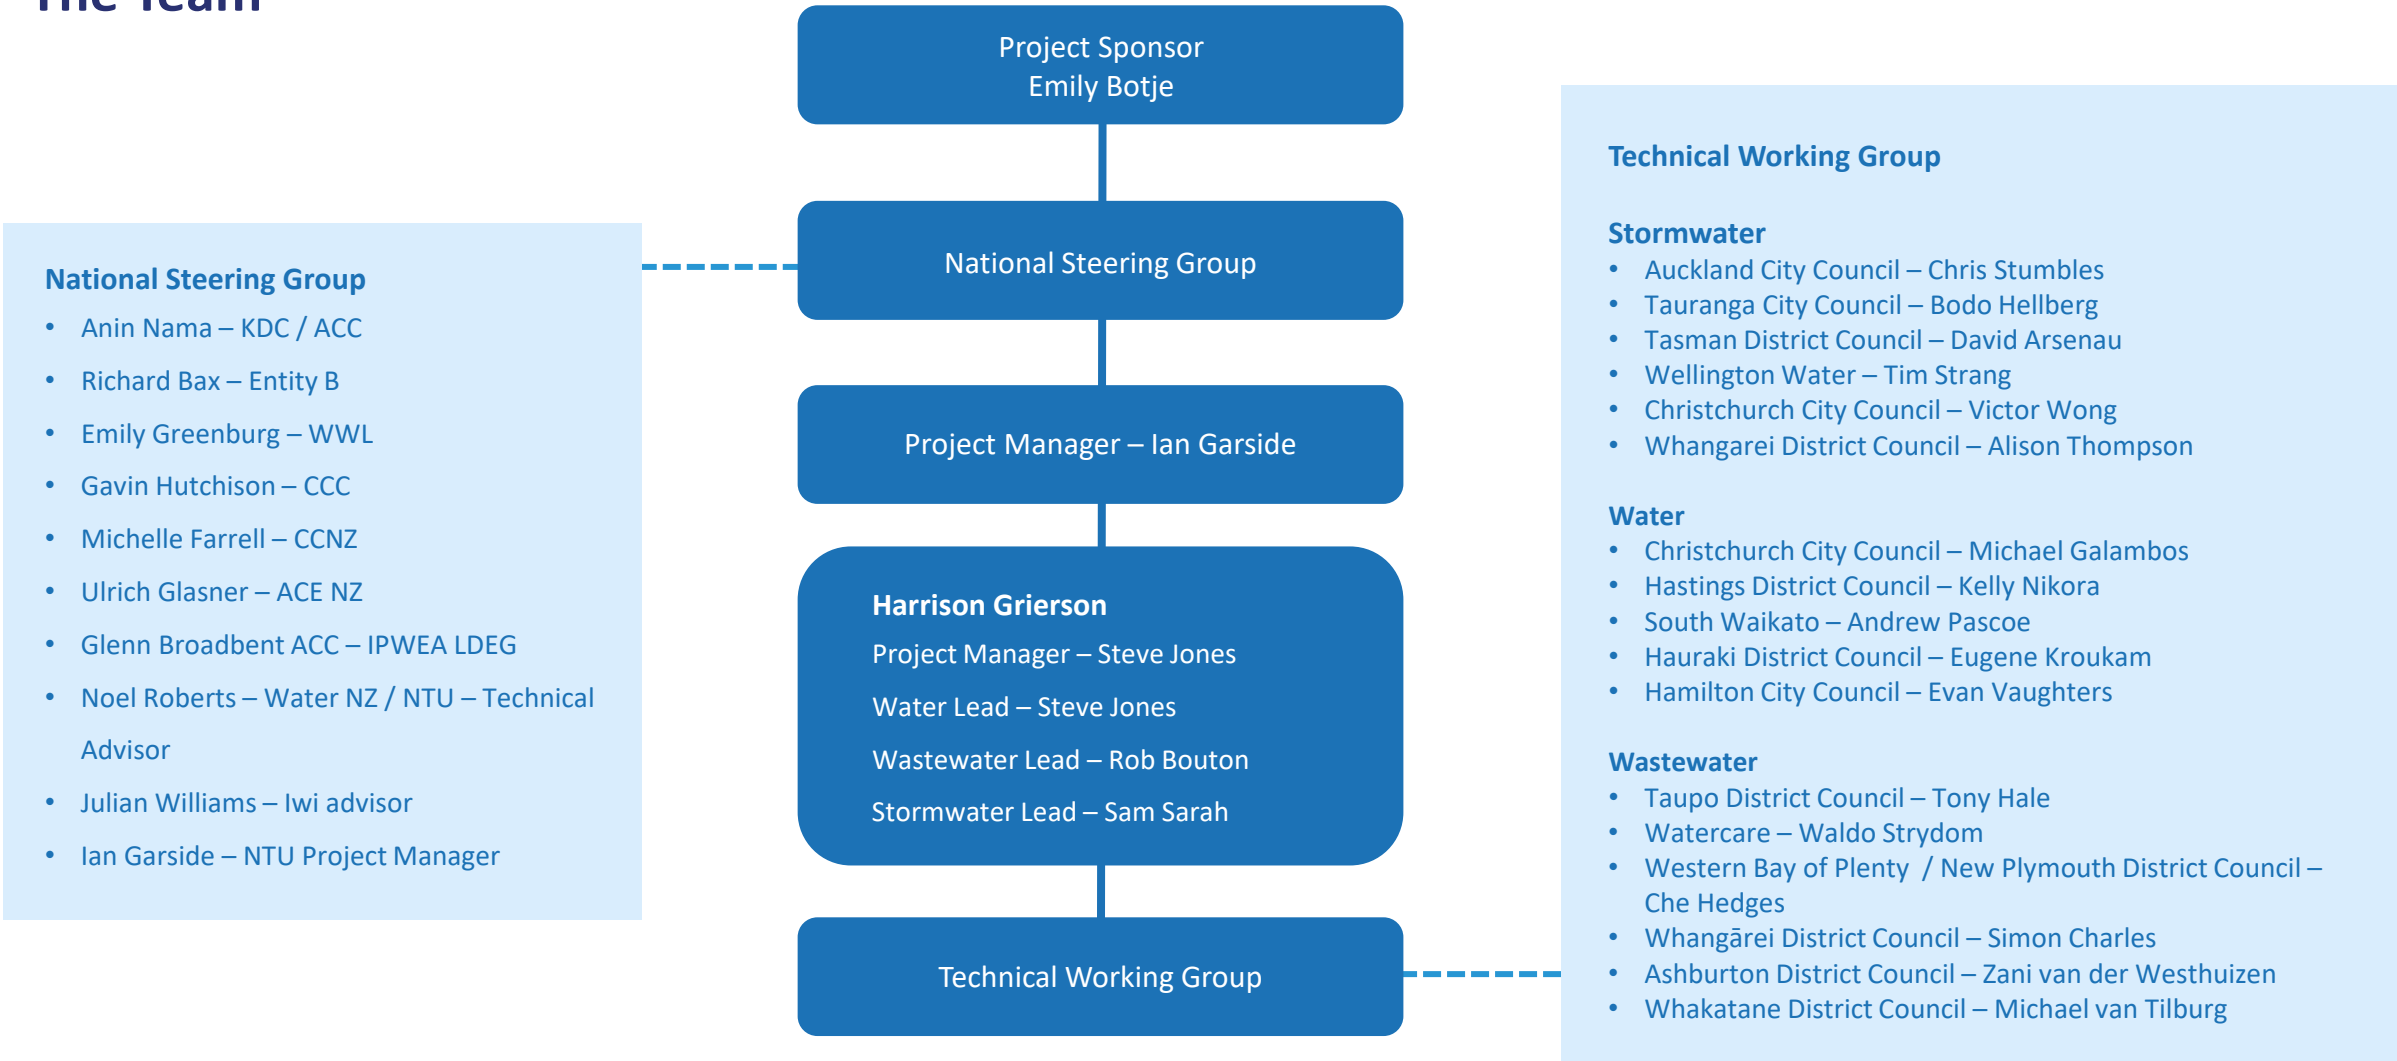 The Team
Project Sponsor
Emily Botje
National Steering Group
Project Manager – Ian Garside
Harrison Grierson
Project Manager – Steve Jones
Water Lead – Steve Jones
Wastewater Lead – Rob Bouton
Stormwater Lead – Sam Sarah
Technical Working Group
National Steering Group
• Anin Nama – KDC / ACC
• Richard Bax – Entity B
• Emily Greenburg – WWL
• Gavin Hutchison – CCC
• Michelle Farrell – CCNZ
• Ulrich Glasner – ACE NZ
• Glenn Broadbent ACC – IPWEA LDEG
• Noel Roberts – Water NZ / NTU – Technical
Advisor
• Julian Williams – Iwi advisor
• Ian Garside – NTU Project Manager
Technical Working Group
Stormwater
• Auckland City Council – Chris Stumbles
• Tauranga City Council – Bodo Hellberg
• Tasman District Council – David Arsenau
• Wellington Water – Tim Strang
• Christchurch City Council – Victor Wong
• Whangarei District Council – Alison Thompson
Water
• Christchurch City Council – Michael Galambos
• Hastings District Council – Kelly Nikora
• South Waikato – Andrew Pascoe
• Hauraki District Council – Eugene Kroukam
• Hamilton City Council – Evan Vaughters
Wastewater
• Taupo District Council – Tony Hale
• Watercare – Waldo Strydom
• Western Bay of Plenty / New Plymouth District Council –
Che Hedges
• Whangārei District Council – Simon Charles
• Ashburton District Council – Zani van der Westhuizen
• Whakatane District Council – Michael van Tilburg